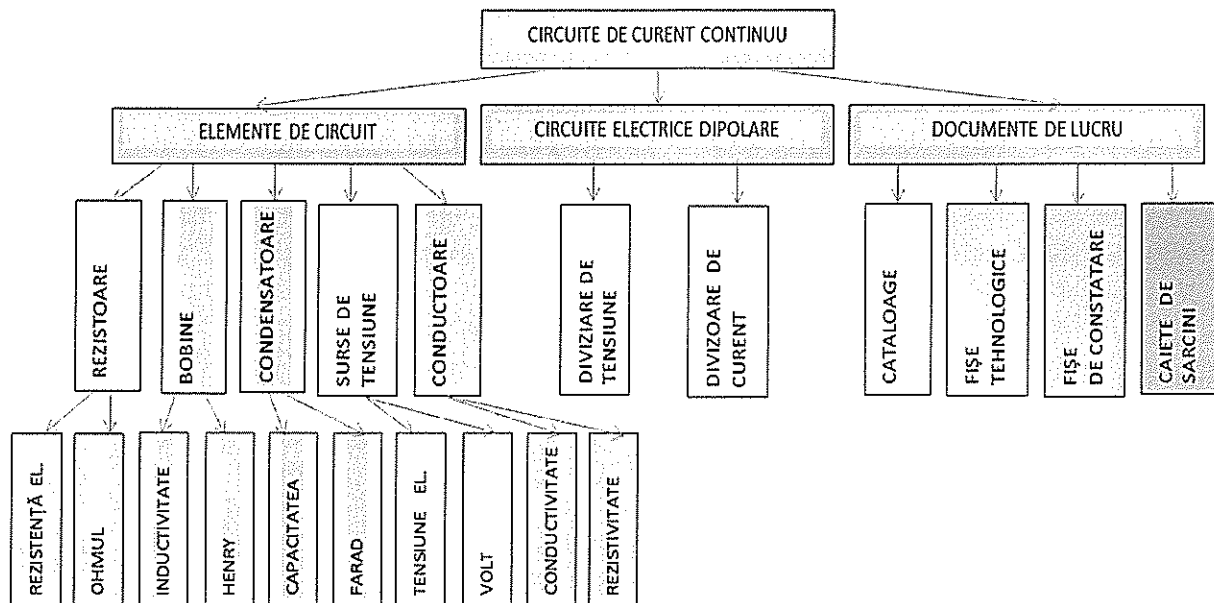 CIRCUITE DE CURENT CONTINUU
ELEMENTE DE CIRCUIT
CIRCUITE ELECTRICE DIPOLARE
DOCUMENTE DE LUCRU
REZISTOARE
BOBINE
CONDENSATOARE
SURSE DE
TENSIUNE
CONDUCTOARE
DIVIZIARE DE
TENSIUNE
DIVIZOARE DE
CURENT
CATALOAGE
FIȘE
TEHNOLOGICE
FIȘE
DE CONSTATARE
CAIETE DE
SARCINI
REZISTENȚĂ EL.
OHMUL
INDUCTIVITATE
HENRY
CAPACITATEA
FARAD
TENSIUNE EL.
VOLT
CONDUCTIVITATE
REZISTIVITATE